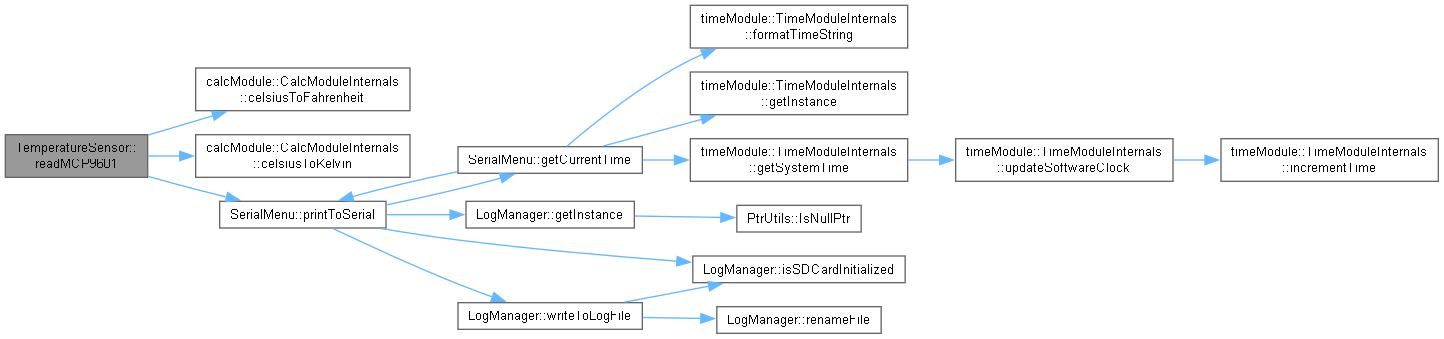 TemperatureSensor::
readMCP9601
calcModule::CalcModuleInternals
::celsiusToFahrenheit
calcModule::CalcModuleInternals
::celsiusToKelvin
SerialMenu::printToSerial
SerialMenu::getCurrentTime
LogManager::getInstance
LogManager::writeToLogFile
timeModule::TimeModuleInternals
::formatTimeString
timeModule::TimeModuleInternals
::getInstance
timeModule::TimeModuleInternals
::getSystemTime
PtrUtils::IsNullPtr
LogManager::isSDCardInitialized
LogManager::renameFile
timeModule::TimeModuleInternals
::updateSoftwareClock
timeModule::TimeModuleInternals
::incrementTime